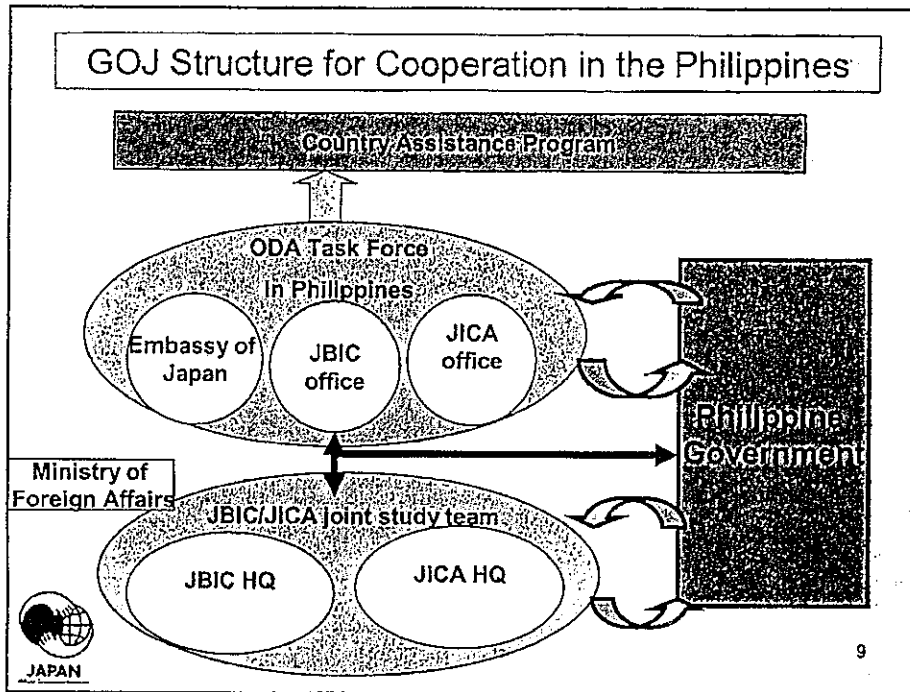 GOJ Structure for Cooperation in the Philippines
Country Assistance Program
ODA Task Force
In Philippines
Embassy of
Japan
JBIC
office
JICA
office
Philippine
Government
Ministry of
Foreign Affairs
JBIC/JICA joint study team
JBIC HQ
JICA HQ
JAPAN
9